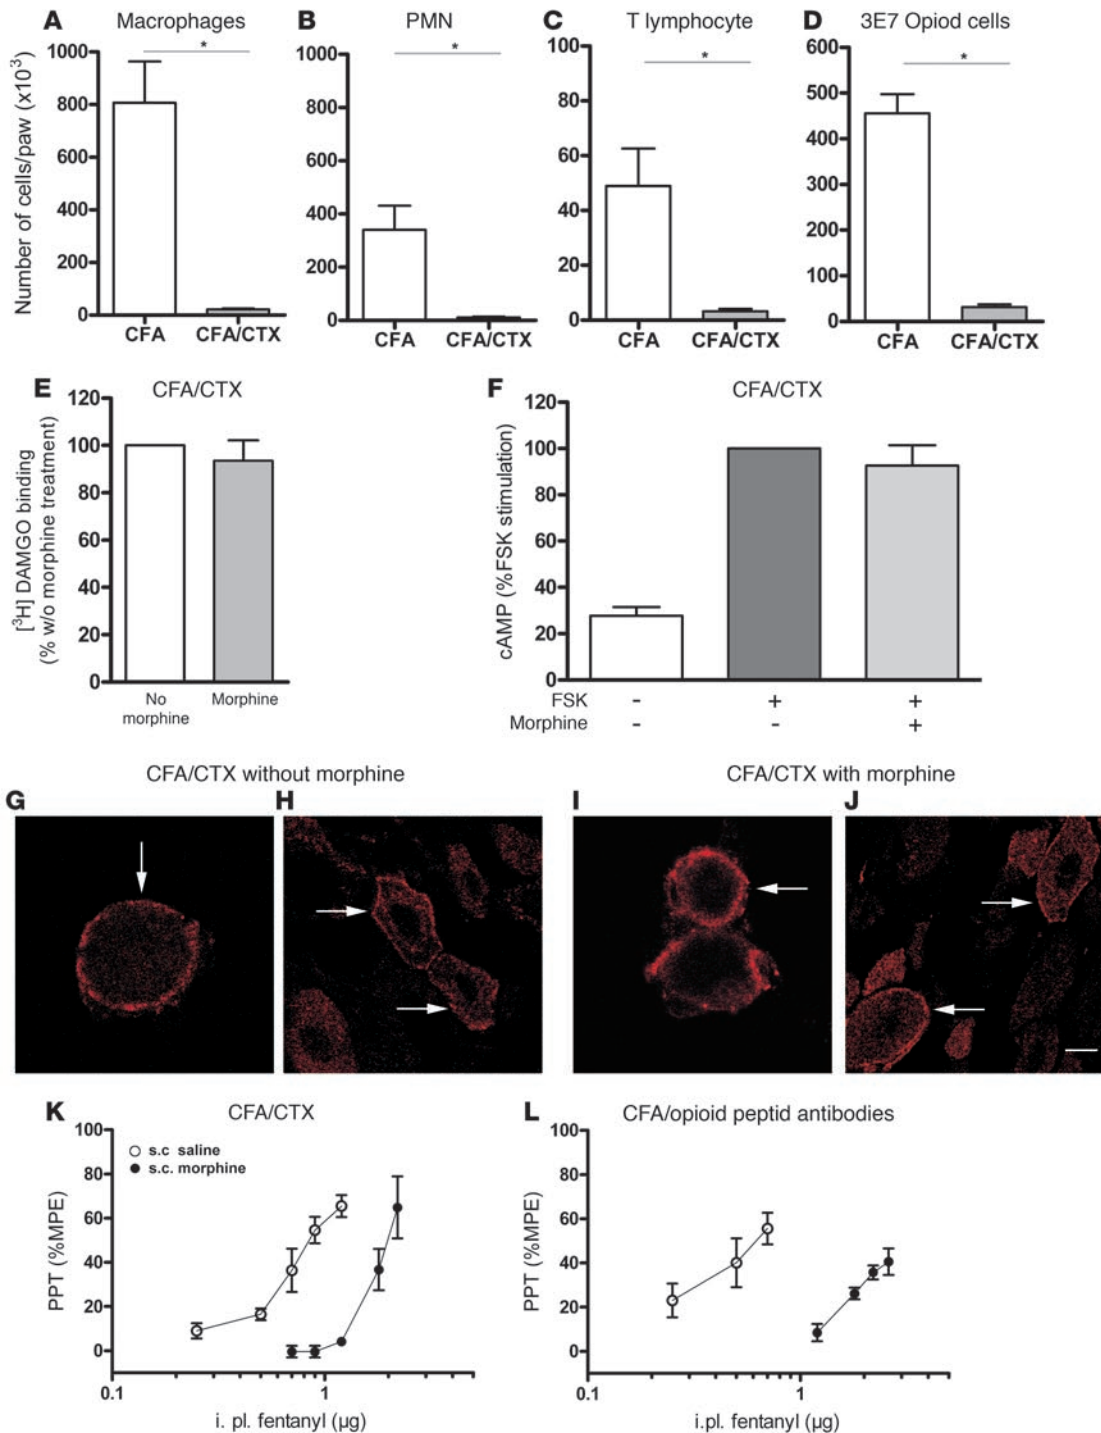 A Macrophages
B PMN
C T lymphocyte
D 3E7 Opiod cells
Number of cells/paw (x10³)
1000
800
600
400
200
0
CFA CFA/CTX
1000
800
600
400
200
0
CFA CFA/CTX
100
80
60
40
20
0
CFA CFA/CTX
600
500
400
300
200
100
0
CFA CFA/CTX
*
*
*
*
E CFA/CTX
[³H] DAMGO binding
(% w/o morphine treatment)
120
100
80
60
40
20
0
No
morphine
Morphine
F CFA/CTX
cAMP (%FSK stimulation)
120
100
80
60
40
20
0
FSK - + +
Morphine - - +
CFA/CTX without morphine
CFA/CTX with morphine
G
H
I
J
K CFA/CTX
s.c saline
s.c. morphine
PPT (%MPE)
100
80
60
40
20
0
0.1 1
i. pl. fentanyl (µg)
L CFA/opioid peptid antibodies
PPT (%MPE)
100
80
60
40
20
0
0.1 1
i.pl. fentanyl (µg)